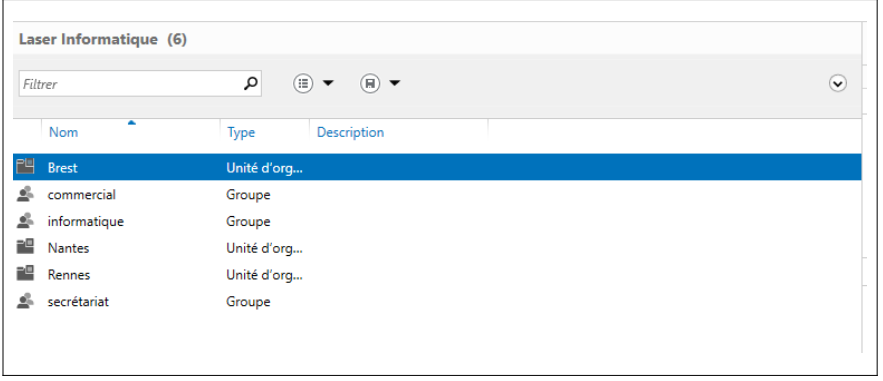 Laser Informatique (6)
Filtrer
Nom Type Description
Brest Unité d'org...
commercial Groupe
informatique Groupe
Nantes Unité d'org...
Rennes Unité d'org...
secrétariat Groupe